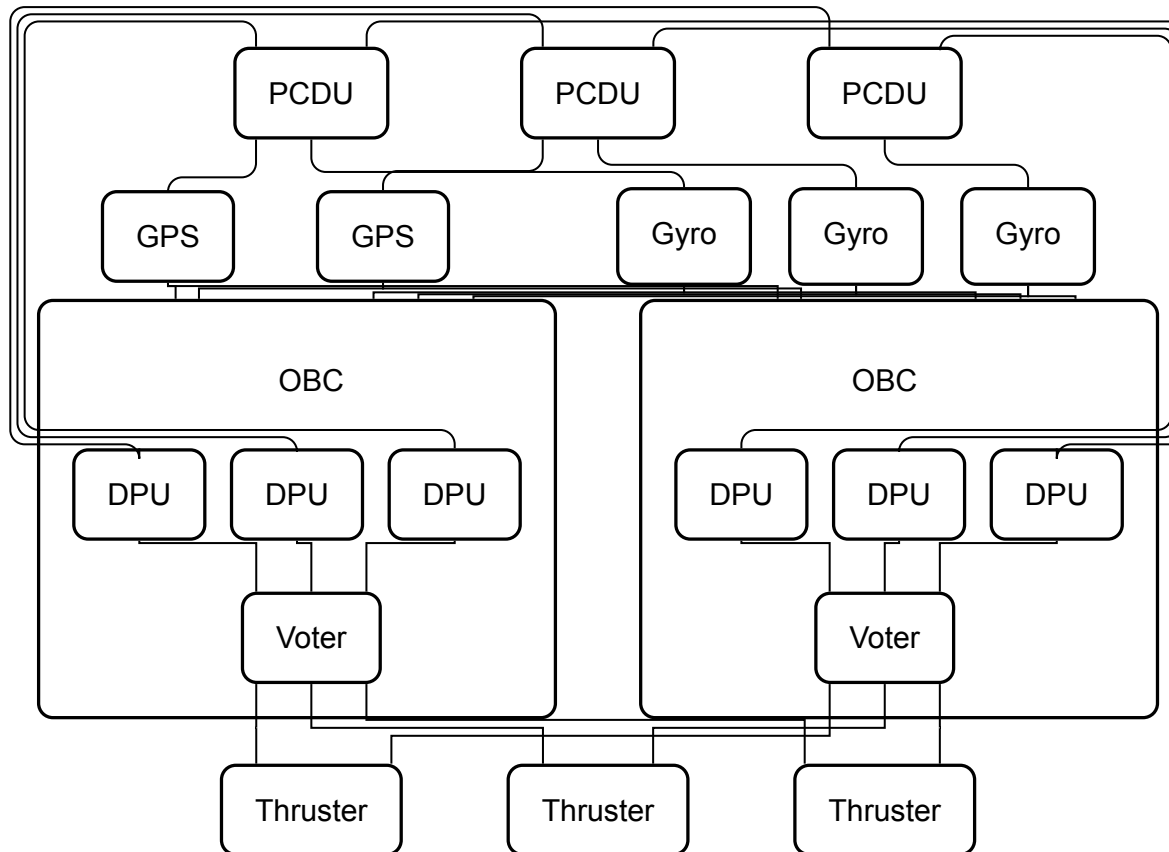 PCDU
PCDU
PCDU
GPS
GPS
Gyro
Gyro
Gyro
OBC
OBC
DPU
DPU
DPU
DPU
DPU
DPU
Voter
Voter
Thruster
Thruster
Thruster